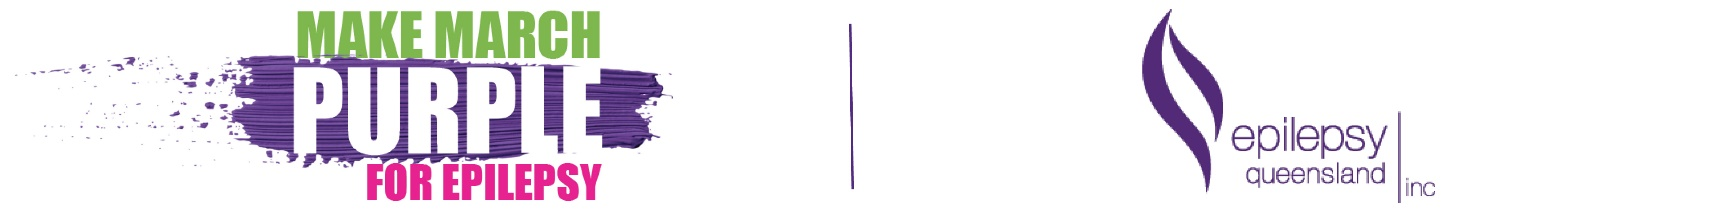 MAKE MARCH
PURPLE
FOR EPILEPSY
epilepsy
queensland
inc